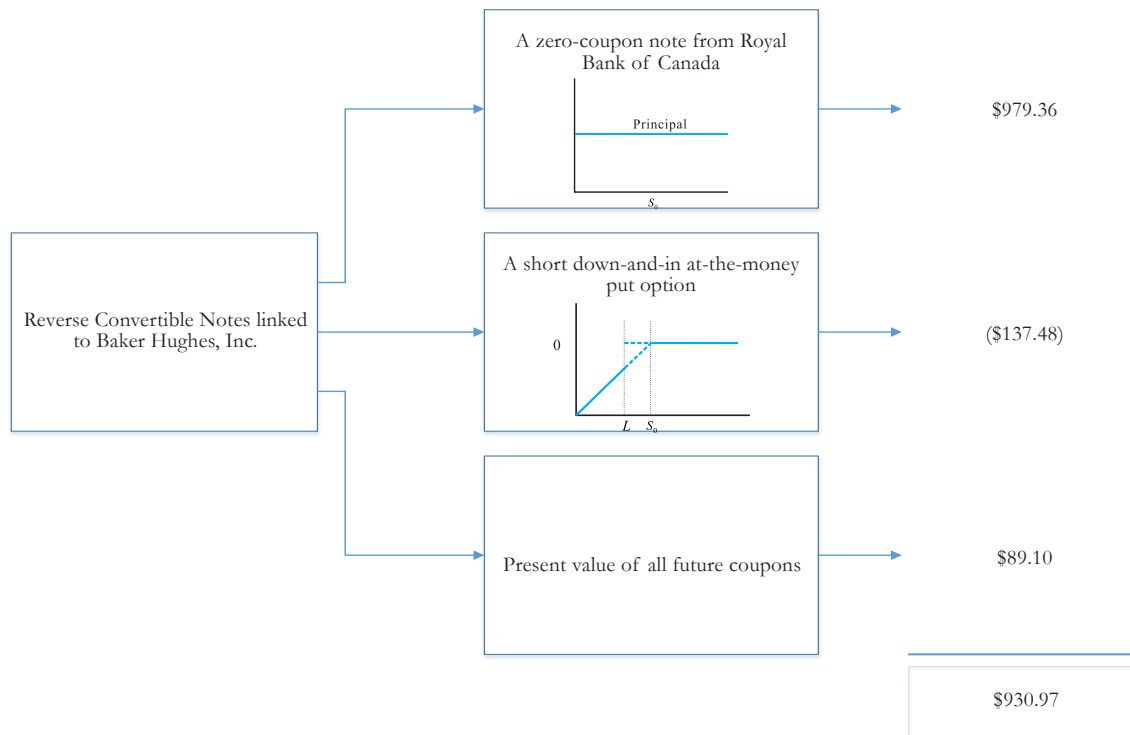 A zero-coupon note from Royal
Bank of Canada
Principal
S₀
$979.36
Reverse Convertible Notes linked
to Baker Hughes, Inc.
A short down-and-in at-the-money
put option
0
L S₀
($137.48)
Present value of all future coupons
$89.10
$930.97